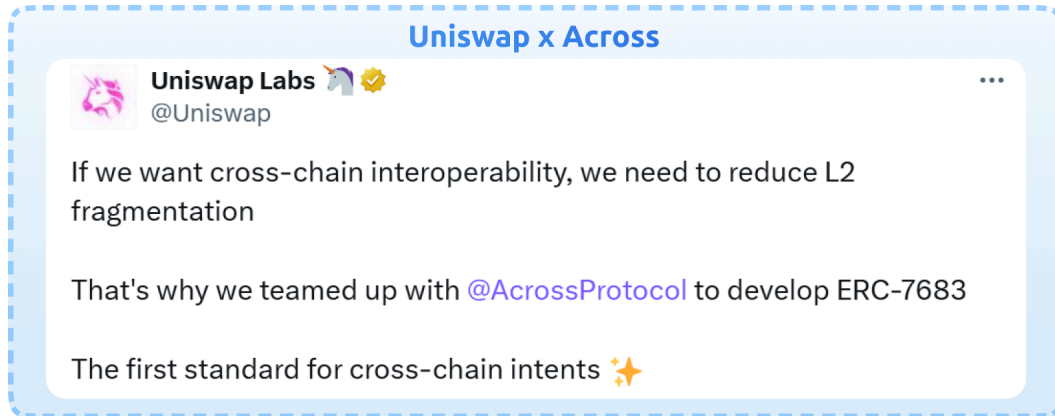 Uniswap x Across
Uniswap Labs 🦄
@Uniswap
If we want cross-chain interoperability, we need to reduce L2
fragmentation
That's why we teamed up with @AcrossProtocol to develop ERC-7683
The first standard for cross-chain intents ✨